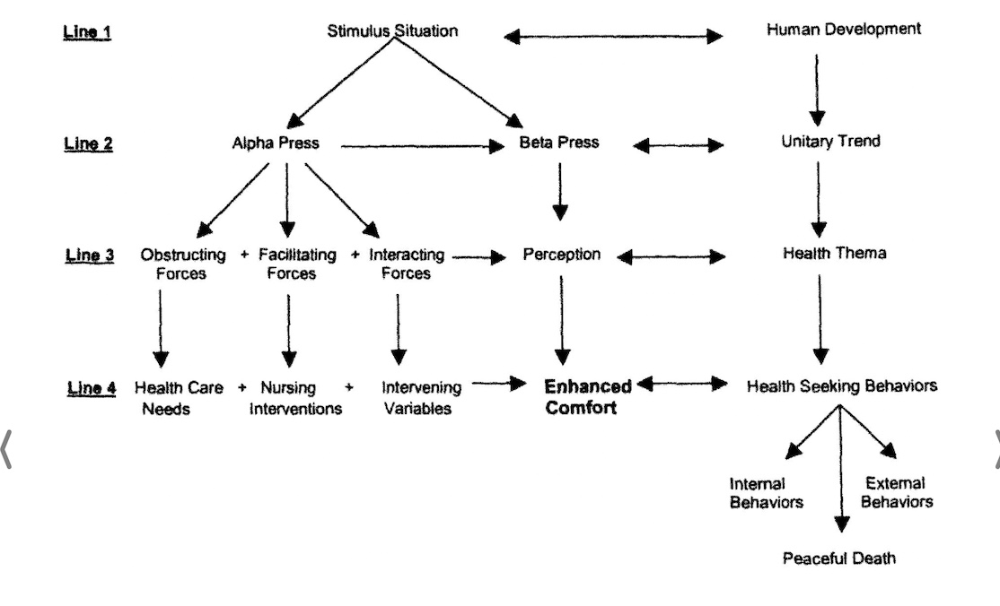 Line 1 Stimulus Situation Human Development
Line 2 Alpha Press Beta Press Unitary Trend
Line 3 Obstructing + Facilitating + Interacting Perception Health Thema
Forces Forces Forces
Line 4 Health Care + Nursing + Intervening Enhanced Health Seeking Behaviors
Needs Interventions Variables Comfort
Internal External
Behaviors Behaviors
Peaceful Death